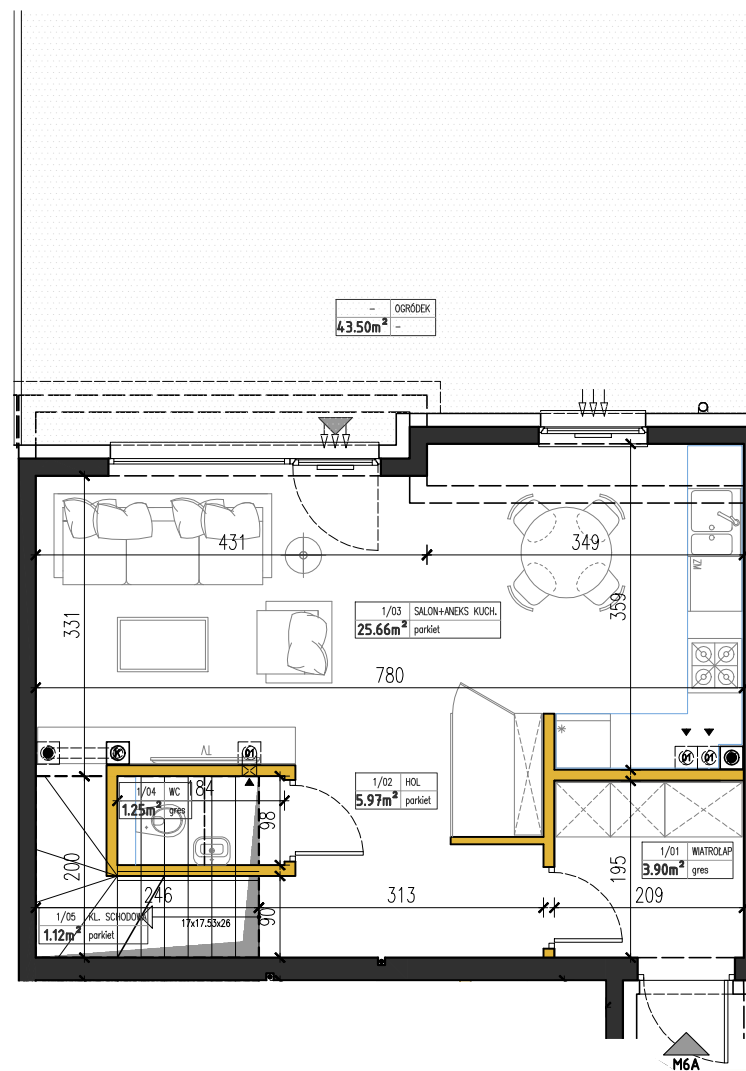 – OGRÓDEK
43.50m² –
431
349
ZM
331
359
1/03 SALON+ANEKS KUCH.
25.66m² parkiet
780
TV
1/02 HOL
5.97m² parkiet
1/04 WC
184
1.25m² gres
98
1/01 WIATROŁAP
3.90m² gres
200
195
246
313
209
1/05 KL. SCHODOWA
90
17x17.53x26
1.12m² parkiet
M6A